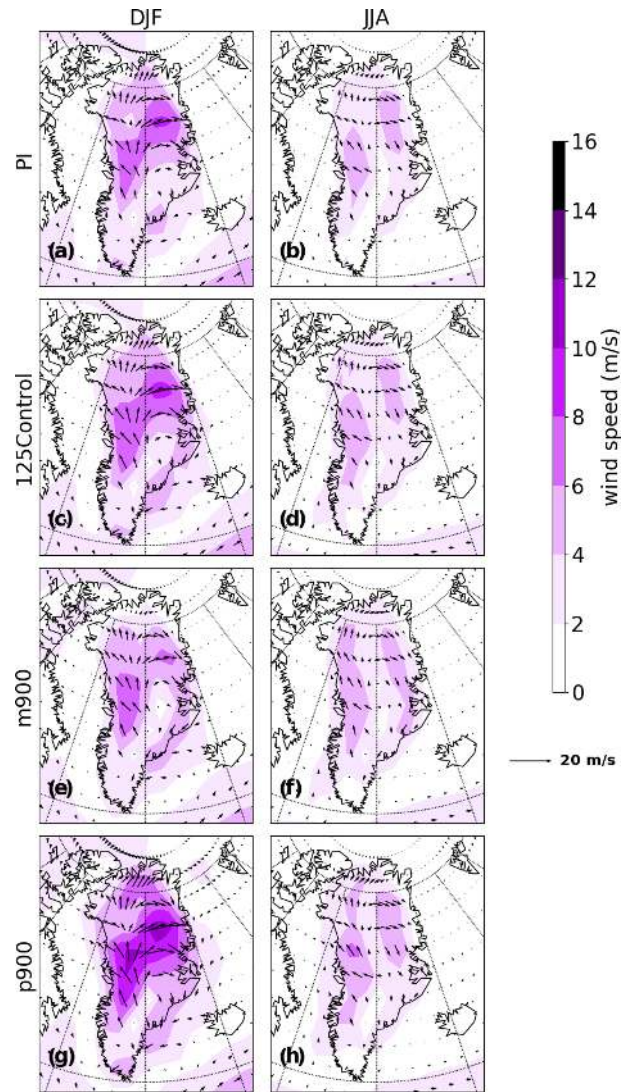 DJF JJA
PI
(a) (b)
125Control
(c) (d)
m900
(e) (f)
p900
(g) (h)
16
14
12
10
8
6
4
2
0
wind speed (m/s)
20 m/s